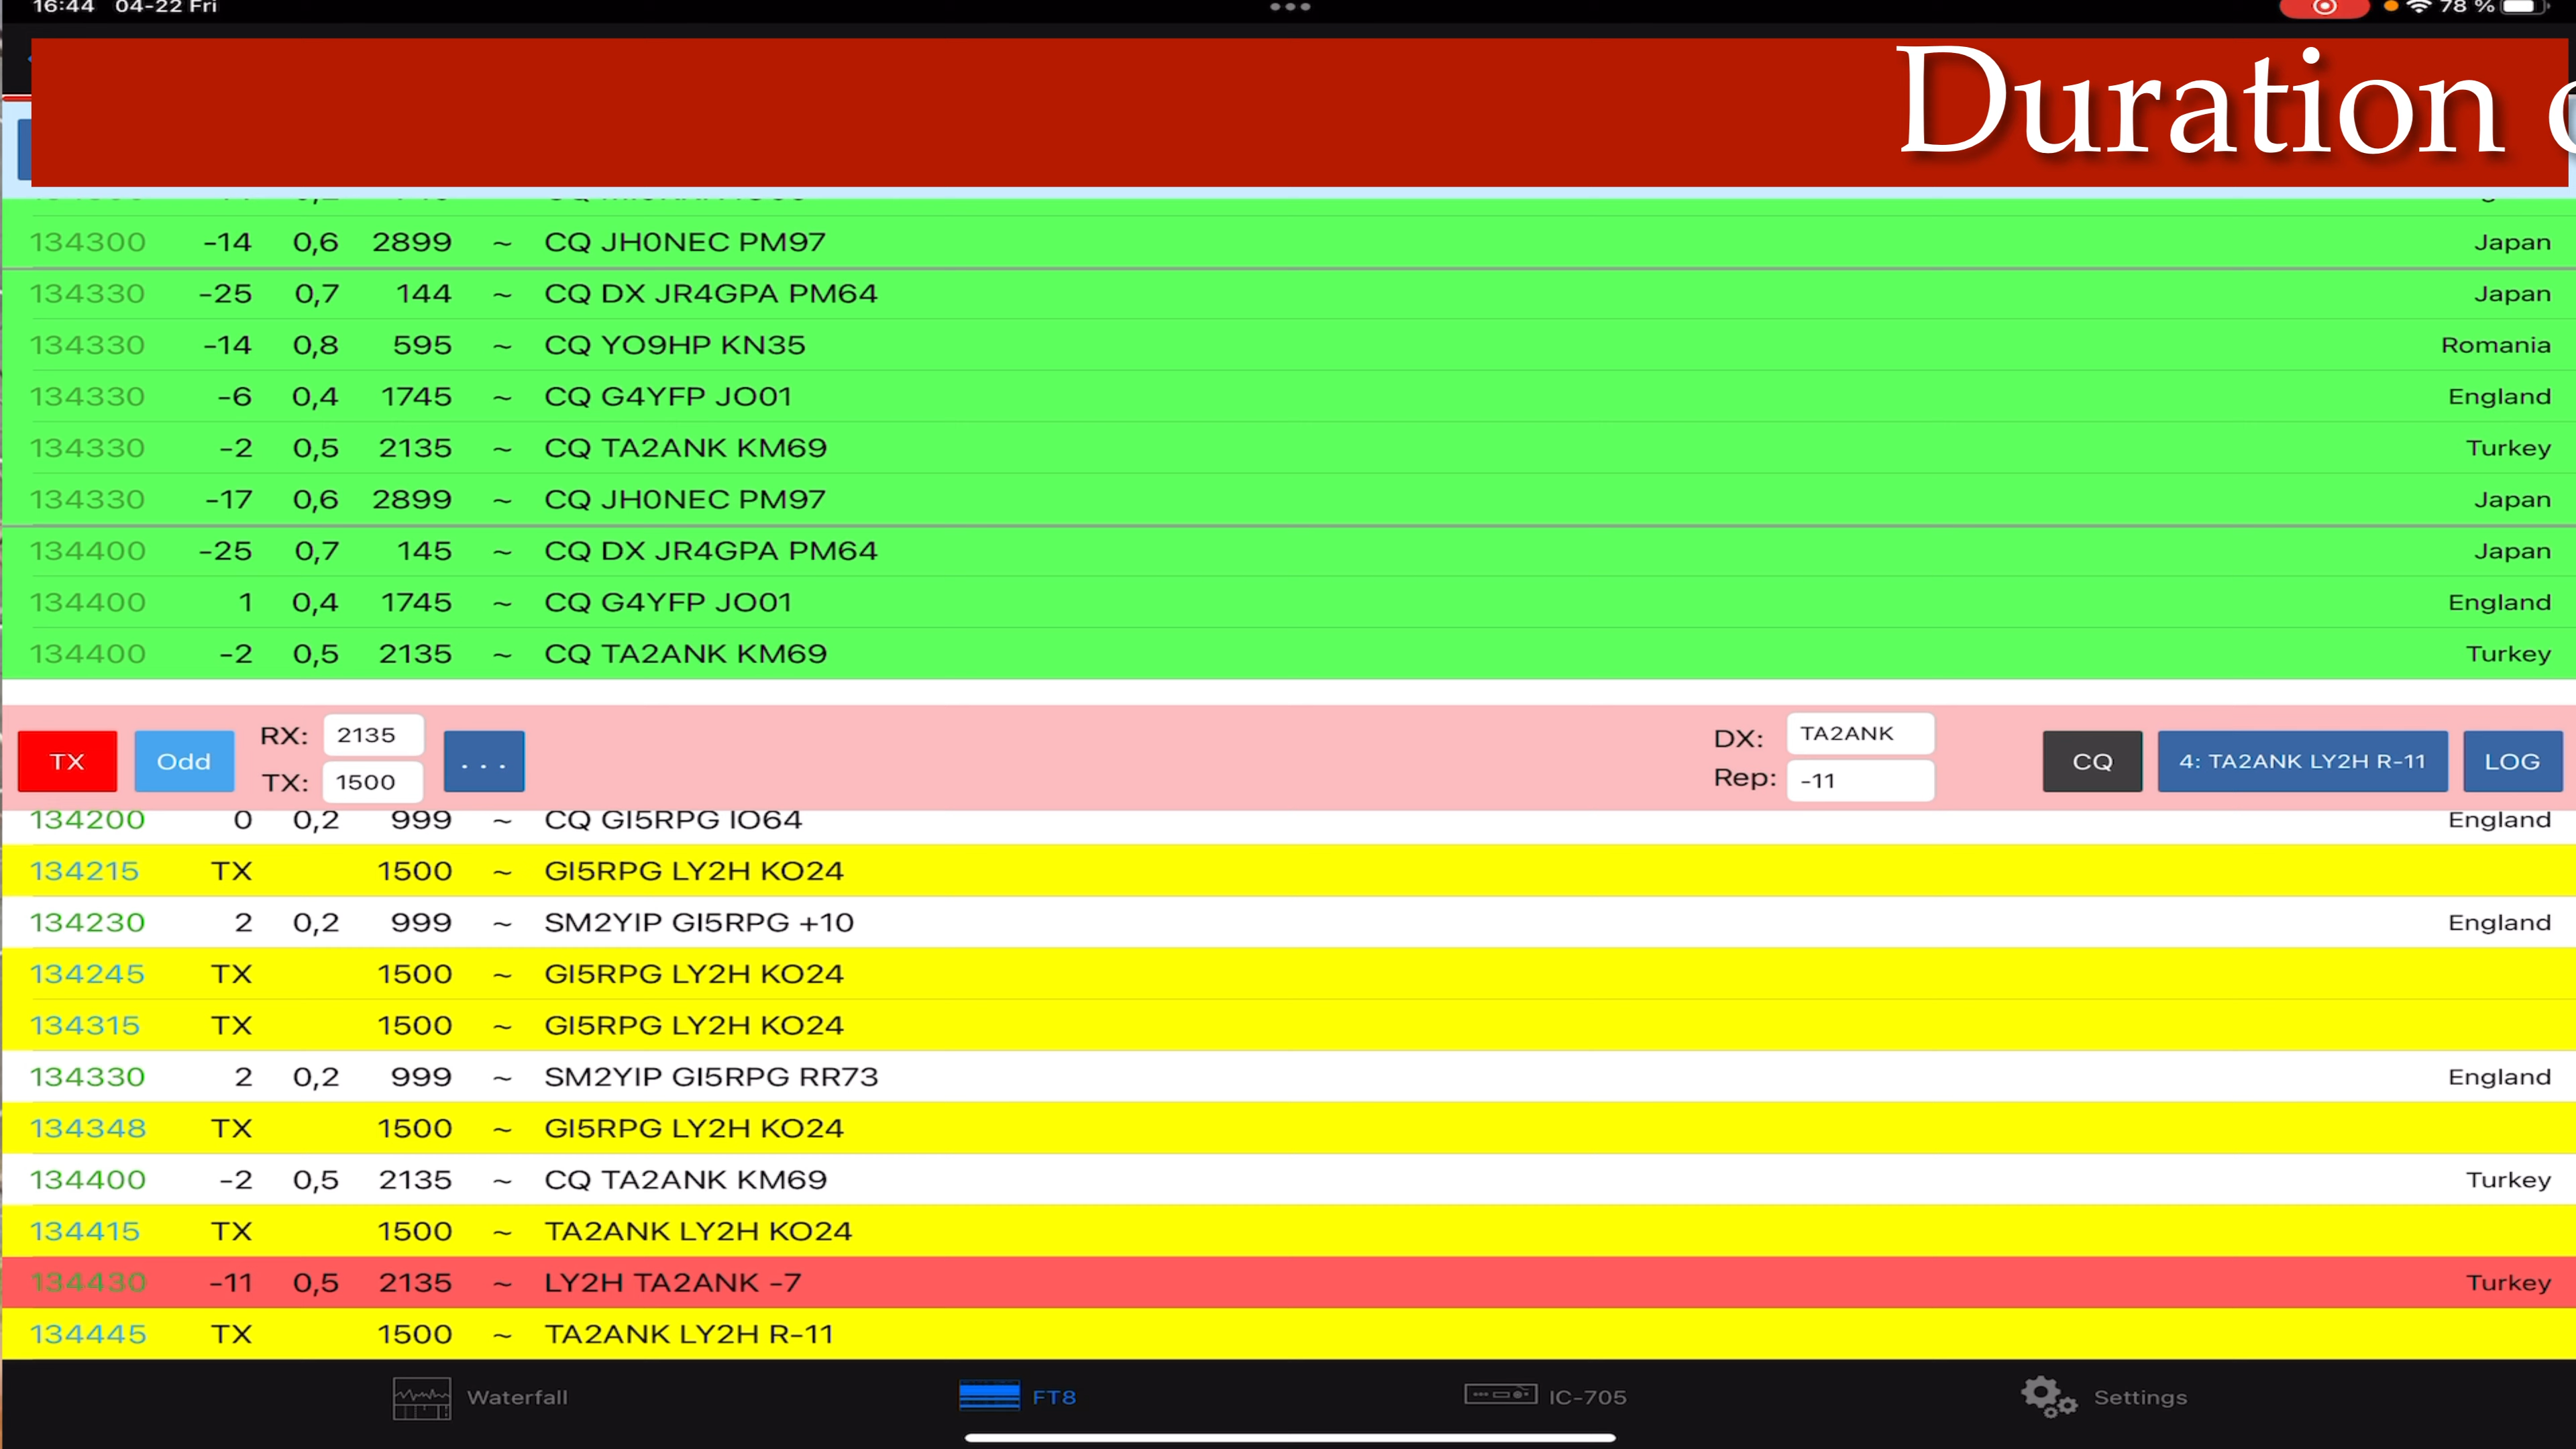 16:44 04-22 Fri
78 %
Duration
134300 -14 0,6 2899 ~ CQ JH0NEC PM97 Japan
134330 -25 0,7 144 ~ CQ DX JR4GPA PM64 Japan
134330 -14 0,8 595 ~ CQ YO9HP KN35 Romania
134330 -6 0,4 1745 ~ CQ G4YFP JO01 England
134330 -2 0,5 2135 ~ CQ TA2ANK KM69 Turkey
134330 -17 0,6 2899 ~ CQ JH0NEC PM97 Japan
134400 -25 0,7 145 ~ CQ DX JR4GPA PM64 Japan
134400 1 0,4 1745 ~ CQ G4YFP JO01 England
134400 -2 0,5 2135 ~ CQ TA2ANK KM69 Turkey
TX Odd RX: 2135 ... DX: TA2ANK CQ 4: TA2ANK LY2H R-11 LOG
TX: 1500 Rep: -11
134200 0 0,2 999 ~ CQ GI5RPG IO64 England
134215 TX 1500 ~ GI5RPG LY2H KO24
134230 2 0,2 999 ~ SM2YIP GI5RPG +10 England
134245 TX 1500 ~ GI5RPG LY2H KO24
134315 TX 1500 ~ GI5RPG LY2H KO24
134330 2 0,2 999 ~ SM2YIP GI5RPG RR73 England
134348 TX 1500 ~ GI5RPG LY2H KO24
134400 -2 0,5 2135 ~ CQ TA2ANK KM69 Turkey
134415 TX 1500 ~ TA2ANK LY2H KO24
134430 -11 0,5 2135 ~ LY2H TA2ANK -7 Turkey
134445 TX 1500 ~ TA2ANK LY2H R-11
Waterfall FT8 IC-705 Settings